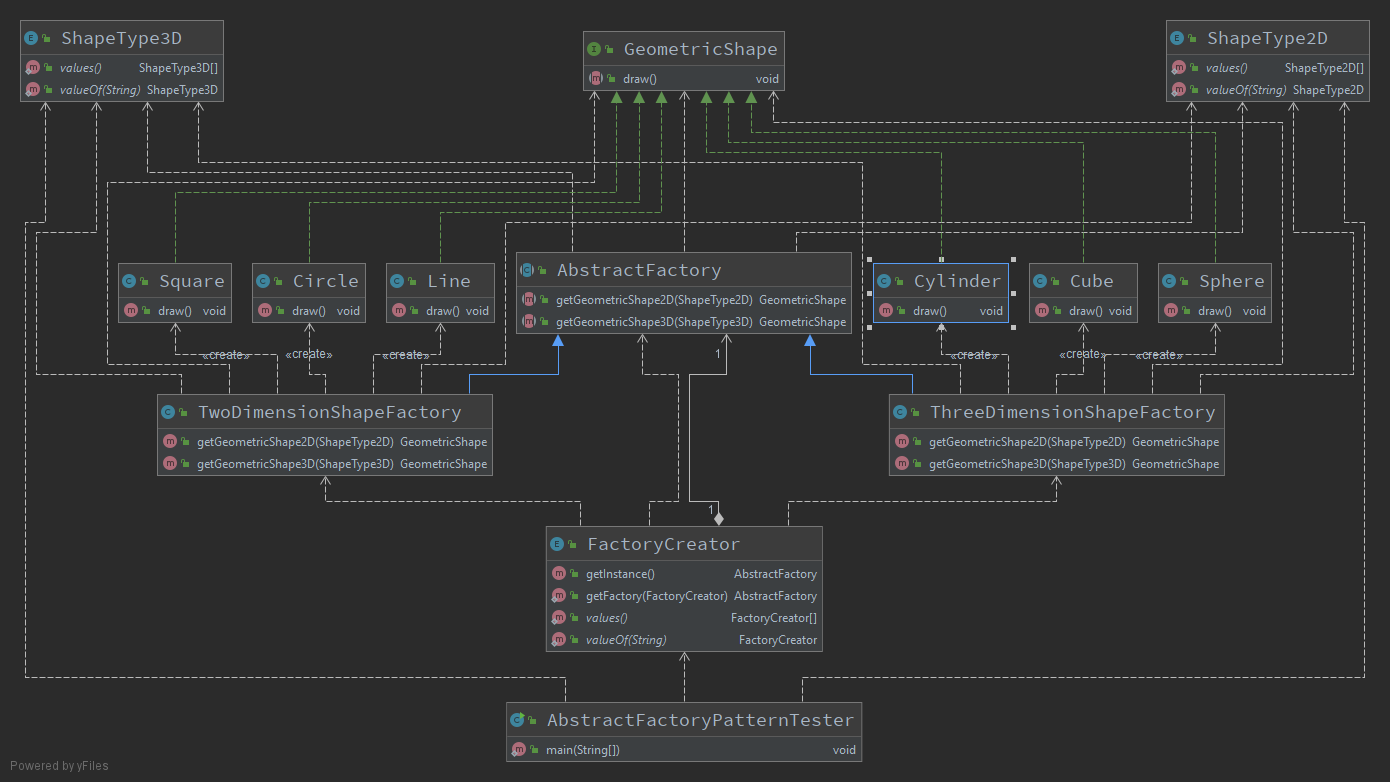 ShapeType3D
values() ShapeType3D[]
valueOf(String) ShapeType3D
GeometricShape
draw() void
ShapeType2D
values() ShapeType2D[]
valueOf(String) ShapeType2D
Square
draw() void
Circle
draw() void
Line
draw() void
AbstractFactory
getGeometricShape2D(ShapeType2D) GeometricShape
getGeometricShape3D(ShapeType3D) GeometricShape
Cylinder
draw() void
Cube
draw() void
Sphere
draw() void
«create»
«create»
«create»
1
«create»
«create»
«create»
TwoDimensionShapeFactory
getGeometricShape2D(ShapeType2D) GeometricShape
getGeometricShape3D(ShapeType3D) GeometricShape
ThreeDimensionShapeFactory
getGeometricShape2D(ShapeType2D) GeometricShape
getGeometricShape3D(ShapeType3D) GeometricShape
1
FactoryCreator
getInstance() AbstractFactory
getFactory(FactoryCreator) AbstractFactory
values() FactoryCreator[]
valueOf(String) FactoryCreator
AbstractFactoryPatternTester
main(String[]) void
Powered by yFiles